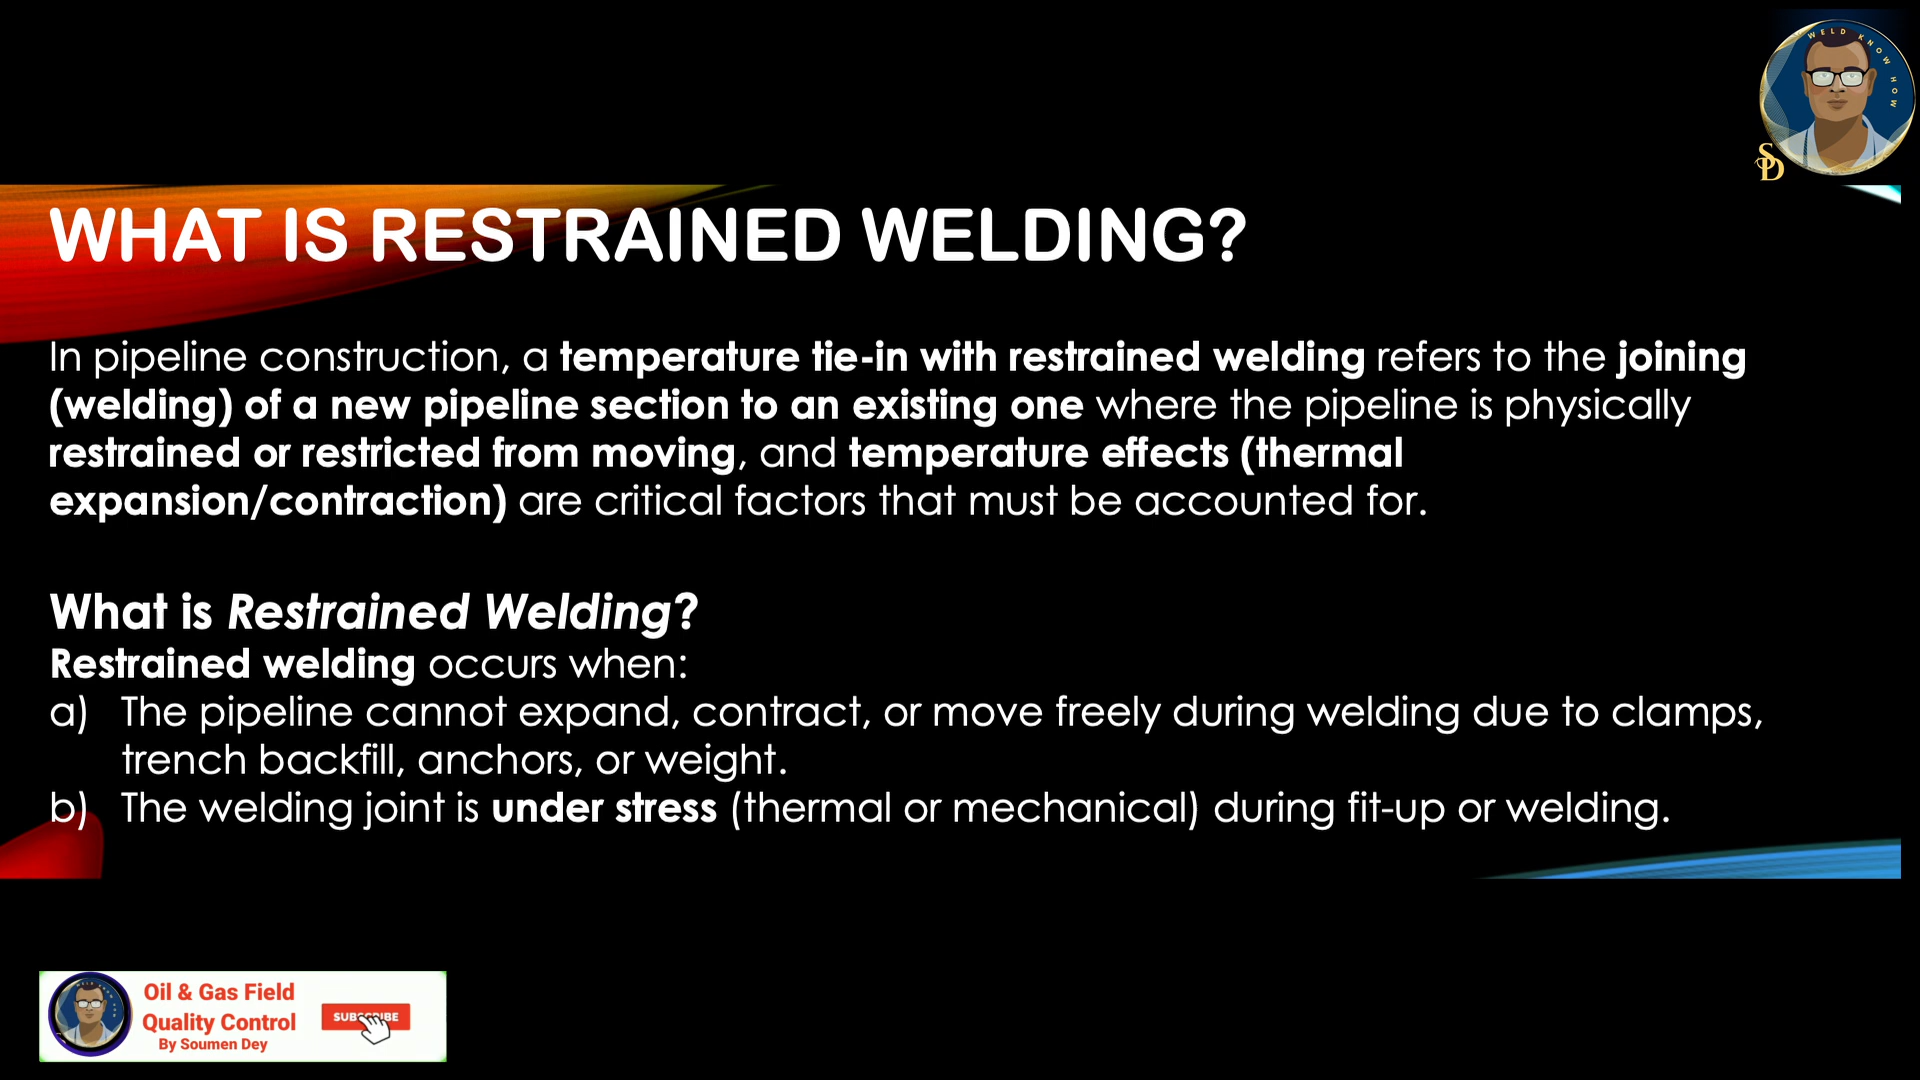 WELD KNOW HOW
SD
WHAT IS RESTRAINED WELDING?
In pipeline construction, a temperature tie-in with restrained welding refers to the joining
(welding) of a new pipeline section to an existing one where the pipeline is physically
restrained or restricted from moving, and temperature effects (thermal
expansion/contraction) are critical factors that must be accounted for.
What is Restrained Welding?
Restrained welding occurs when:
a) The pipeline cannot expand, contract, or move freely during welding due to clamps,
trench backfill, anchors, or weight.
b) The welding joint is under stress (thermal or mechanical) during fit-up or welding.
Oil & Gas Field
Quality Control
By Soumen Dey
SUBSCRIBE